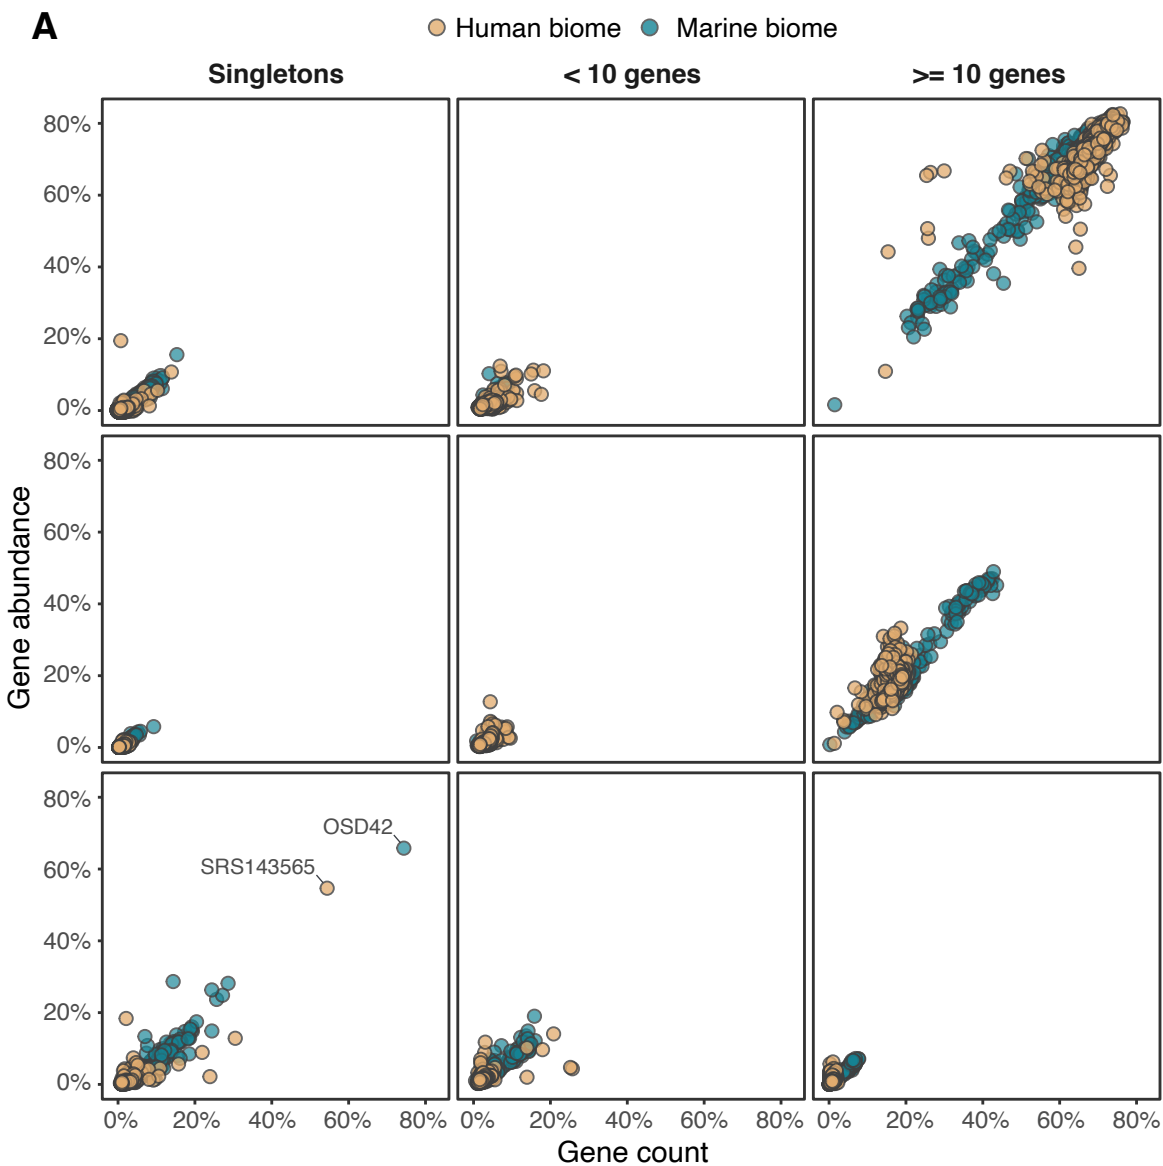 A
Human biome Marine biome
Singletons < 10 genes >= 10 genes
80%
60%
40%
20%
0%
80%
60%
40%
20%
0%
OSD42
SRS143565
80%
60%
40%
20%
0%
0% 20% 40% 60% 80% 0% 20% 40% 60% 80% 0% 20% 40% 60% 80%
Gene abundance
Gene count